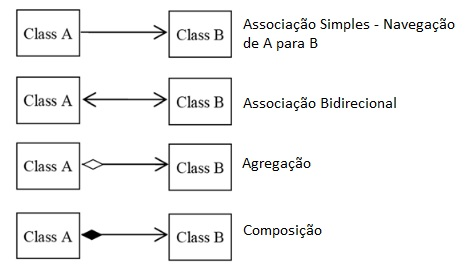 Class A
Class B
Associação Simples - Navegação
de A para B
Class A
Class B
Associação Bidirecional
Class A
Class B
Agregação
Class A
Class B
Composição